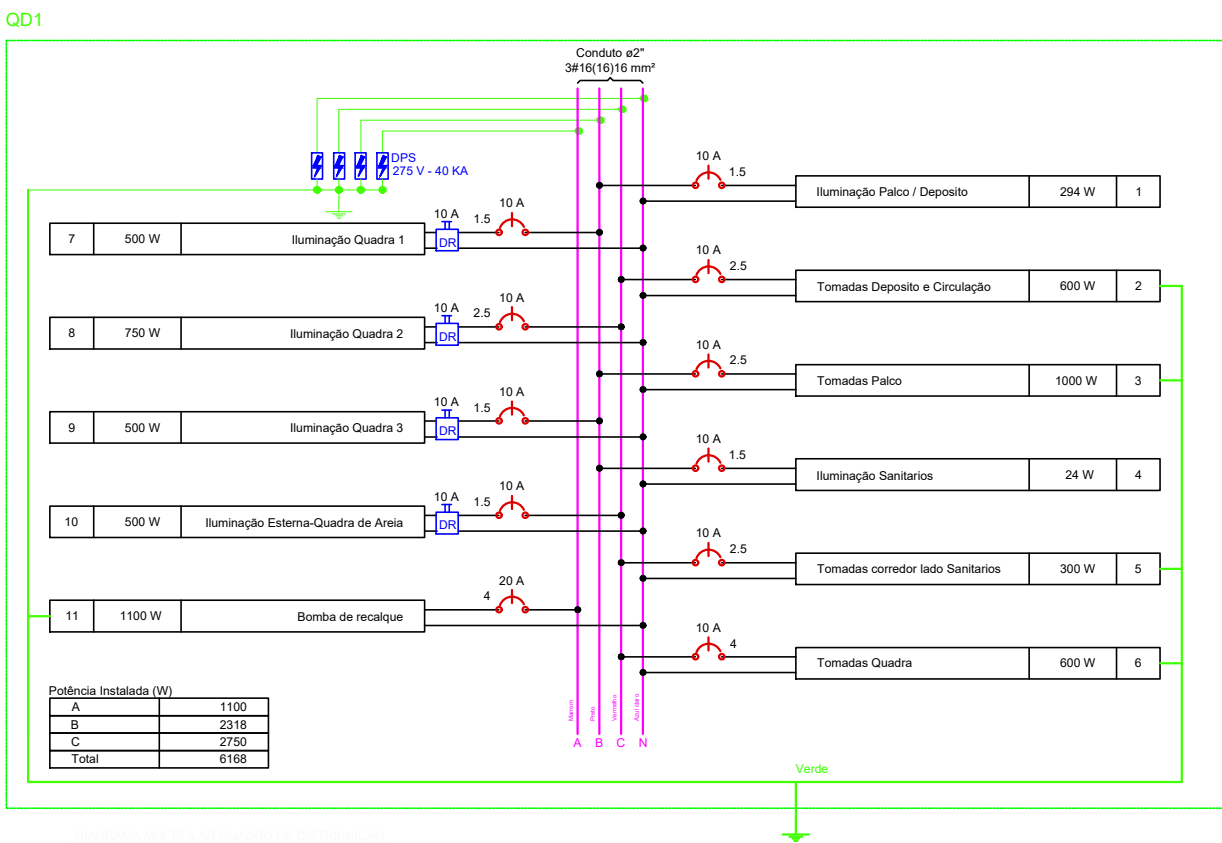 QD1
Conduto ø2"
3#16(16)16 mm²
DPS
275 V - 40 KA
10 A
1.5
Iluminação Palco / Deposito 294 W 1
10 A
2.5
Tomadas Deposito e Circulação 600 W 2
10 A
2.5
Tomadas Palco 1000 W 3
10 A
1.5
Iluminação Sanitarios 24 W 4
10 A
2.5
Tomadas corredor lado Sanitarios 300 W 5
10 A
4
Tomadas Quadra 600 W 6
10 A
1.5
10 A
7 500 W Iluminação Quadra 1 DR
10 A
2.5
10 A
8 750 W Iluminação Quadra 2 DR
10 A
1.5
10 A
9 500 W Iluminação Quadra 3 DR
10 A
1.5
10 A
10 500 W Iluminação Esterna-Quadra de Areia DR
20 A
4
11 1100 W Bomba de recalque
Potência Instalada (W)
A 1100
B 2318
C 2750
Total 6168
Marrom
Preto
Vermelho
Azul claro
A B C N
Verde